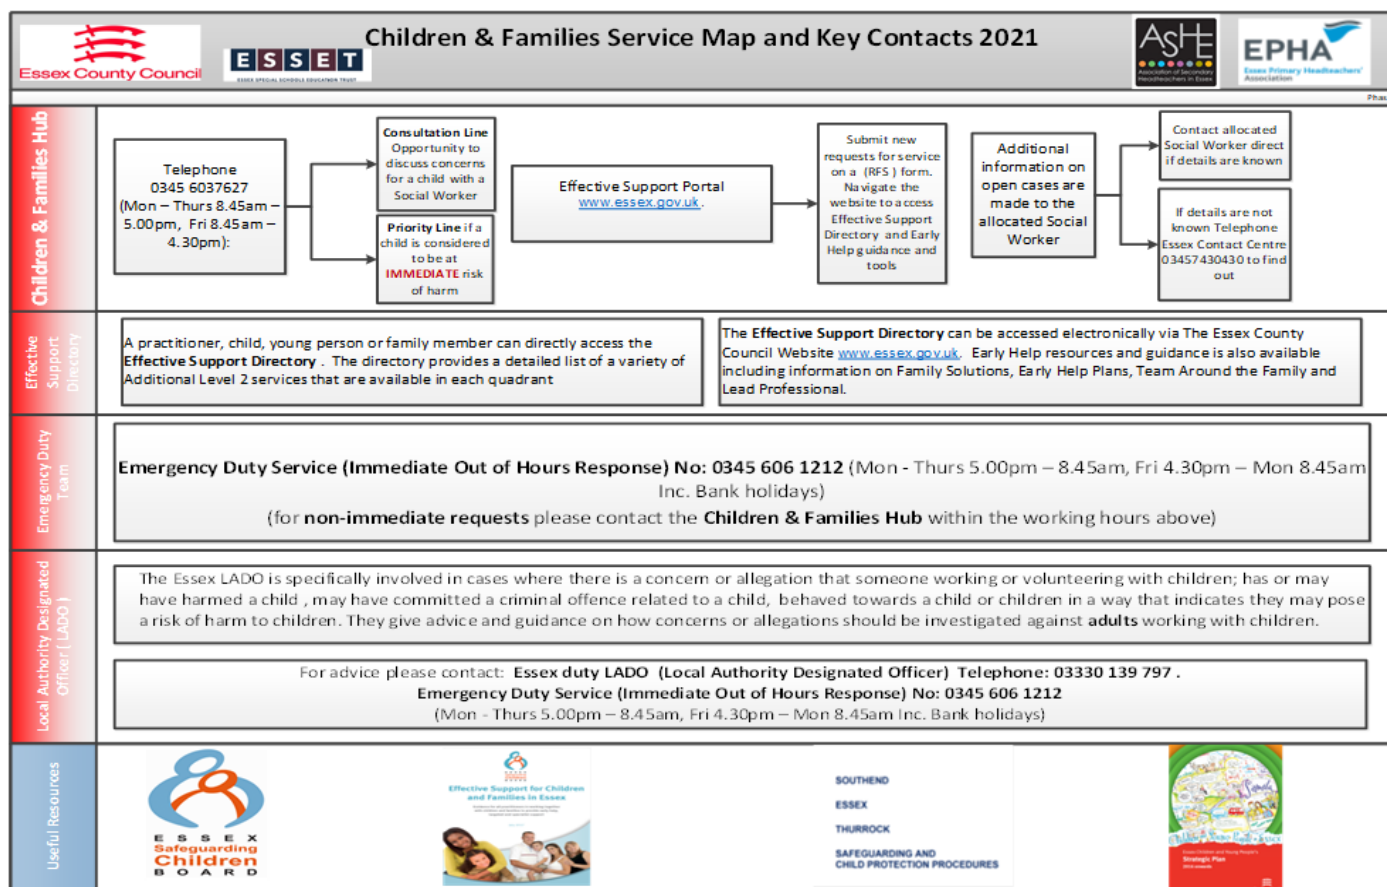 Children & Families Service Map and Key Contacts 2021
Essex County Council
ESSET
ESSEX SPECIAL SCHOOLS EDUCATION TRUST
ASHE
Association of Secondary
Headteachers in Essex
EPHA
Essex Primary Headteachers'
Association
Children & Families Hub
Telephone
0345 6037627
(Mon – Thurs 8.45am –
5.00pm, Fri 8.45am –
4.30pm):
Consultation Line
Opportunity to
discuss concerns
for a child with a
Social Worker
Priority Line if a
child is considered
to be at
IMMEDIATE risk
of harm
Effective Support Portal
www.essex.gov.uk.
Submit new
requests for service
on a (RFS ) form.
Navigate the
website to access
Effective Support
Directory and Early
Help guidance and
tools
Additional
information on
open cases are
made to the
allocated Social
Worker
Contact allocated
Social Worker direct
if details are known
If details are not
known Telephone
Essex Contact Centre
03457430430 to find
out
Effective
Support
Directory
A practitioner, child, young person or family member can directly access the
Effective Support Directory . The directory provides a detailed list of a variety of
Additional Level 2 services that are available in each quadrant
The Effective Support Directory can be accessed electronically via The Essex County
Council Website www.essex.gov.uk. Early Help resources and guidance is also available
including information on Family Solutions, Early Help Plans, Team Around the Family and
Lead Professional.
Emergency Duty
Team
Emergency Duty Service (Immediate Out of Hours Response) No: 0345 606 1212 (Mon - Thurs 5.00pm – 8.45am, Fri 4.30pm – Mon 8.45am
Inc. Bank holidays)
(for non-immediate requests please contact the Children & Families Hub within the working hours above)
Local Authority Designated
Officer ( LADO )
The Essex LADO is specifically involved in cases where there is a concern or allegation that someone working or volunteering with children; has or may
have harmed a child , may have committed a criminal offence related to a child, behaved towards a child or children in a way that indicates they may pose
a risk of harm to children. They give advice and guidance on how concerns or allegations should be investigated against adults working with children.
For advice please contact: Essex duty LADO (Local Authority Designated Officer) Telephone: 03330 139 797 .
Emergency Duty Service (Immediate Out of Hours Response) No: 0345 606 1212
(Mon - Thurs 5.00pm – 8.45am, Fri 4.30pm – Mon 8.45am Inc. Bank holidays)
Useful Resources
ESSEX
Safeguarding
Children
BOARD
Effective Support for Children
and Families in Essex
SOUTHEND
ESSEX
THURROCK
SAFEGUARDING AND
CHILD PROTECTION PROCEDURES
Essex Children and Young People's
Strategic Plan